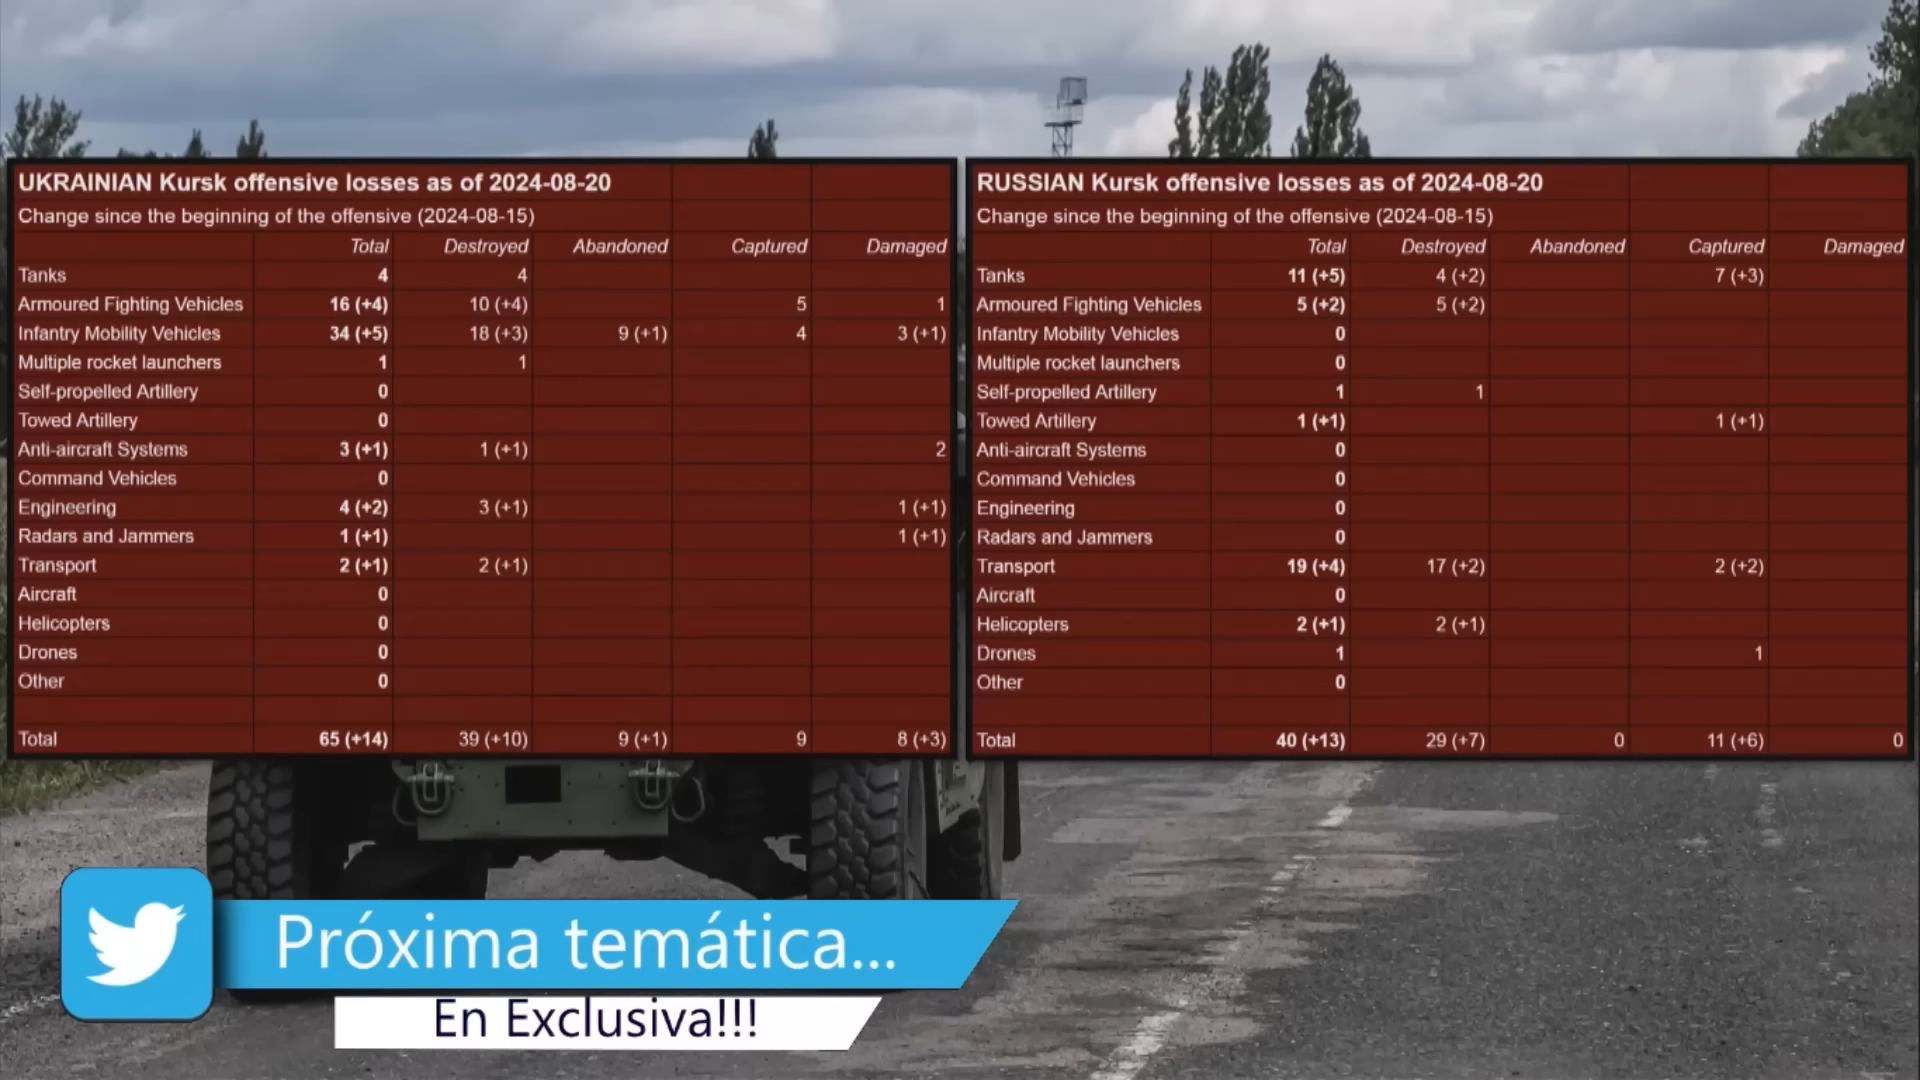 UKRAINIAN Kursk offensive losses as of 2024-08-20
Change since the beginning of the offensive (2024-08-15)
Total Destroyed Abandoned Captured Damaged
Tanks 4 4
Armoured Fighting Vehicles 16 (+4) 10 (+4) 5 1
Infantry Mobility Vehicles 34 (+5) 18 (+3) 9 (+1) 4 3 (+1)
Multiple rocket launchers 1 1
Self-propelled Artillery 0
Towed Artillery 0
Anti-aircraft Systems 3 (+1) 1 (+1) 2
Command Vehicles 0
Engineering 4 (+2) 3 (+1) 1 (+1)
Radars and Jammers 1 (+1) 1 (+1)
Transport 2 (+1) 2 (+1)
Aircraft 0
Helicopters 0
Drones 0
Other 0
Total 65 (+14) 39 (+10) 9 (+1) 9 8 (+3)
RUSSIAN Kursk offensive losses as of 2024-08-20
Change since the beginning of the offensive (2024-08-15)
Total Destroyed Abandoned Captured Damaged
Tanks 11 (+5) 4 (+2) 7 (+3)
Armoured Fighting Vehicles 5 (+2) 5 (+2)
Infantry Mobility Vehicles 0
Multiple rocket launchers 0
Self-propelled Artillery 1 1
Towed Artillery 1 (+1) 1 (+1)
Anti-aircraft Systems 0
Command Vehicles 0
Engineering 0
Radars and Jammers 0
Transport 19 (+4) 17 (+2) 2 (+2)
Aircraft 0
Helicopters 2 (+1) 2 (+1)
Drones 1 1
Other 0
Total 40 (+13) 29 (+7) 0 11 (+6) 0
Próxima temática...
En Exclusiva!!!